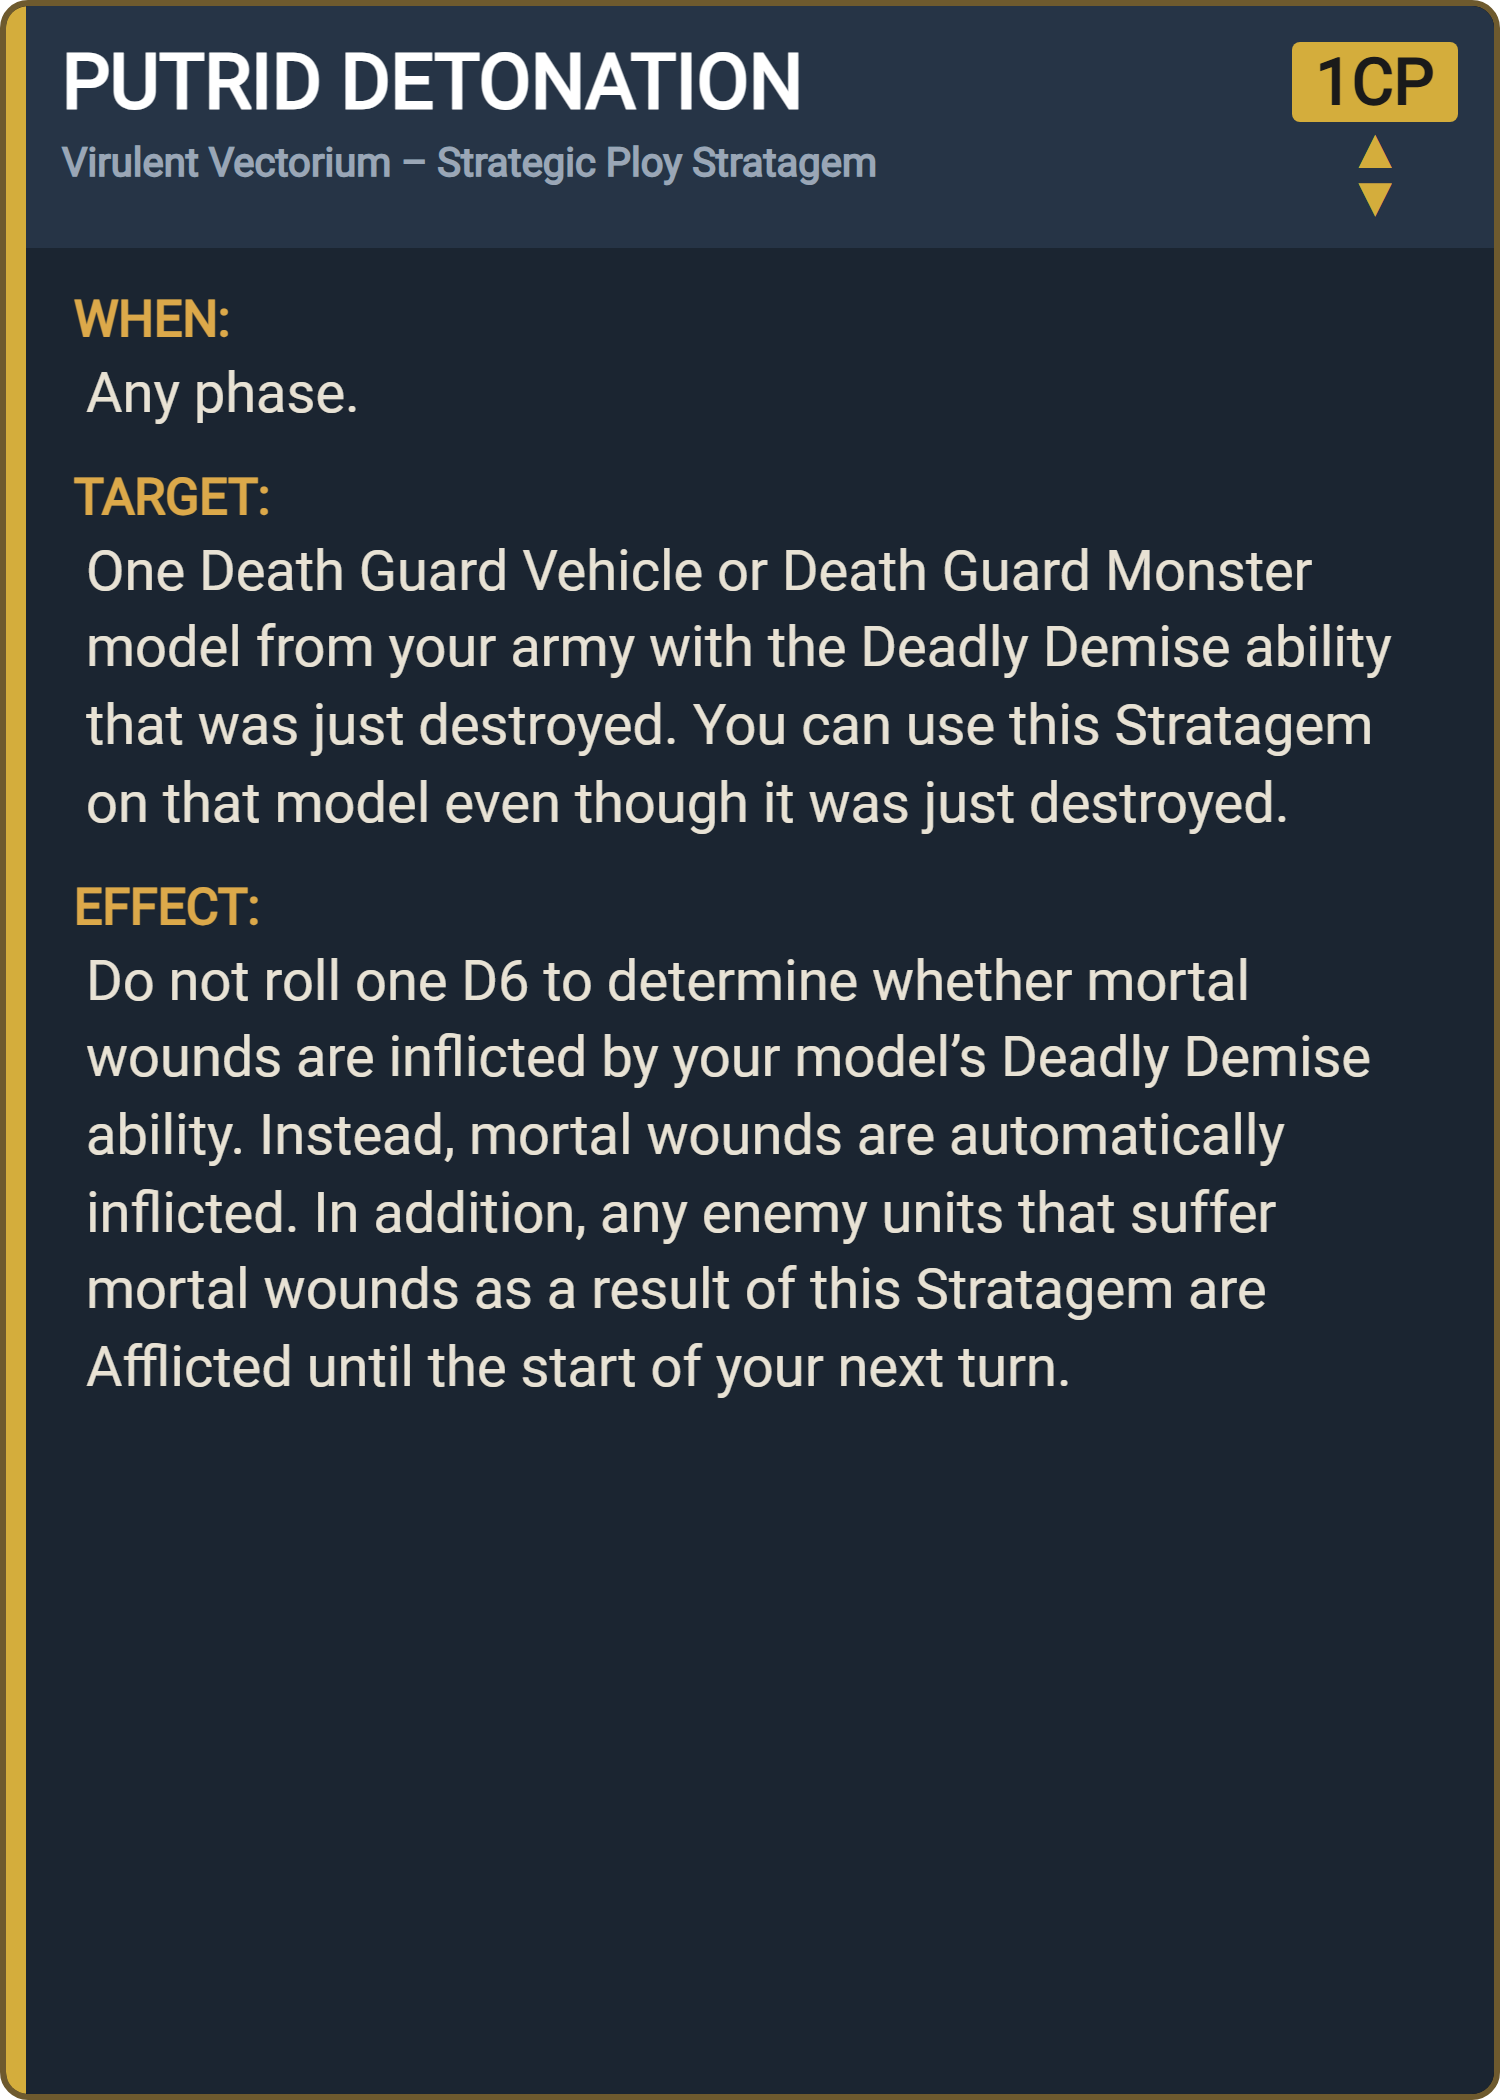 PUTRID DETONATION
Virulent Vectorium – Strategic Ploy Stratagem
1CP
▲
▼
WHEN:
Any phase.
TARGET:
One Death Guard Vehicle or Death Guard Monster
model from your army with the Deadly Demise ability
that was just destroyed. You can use this Stratagem
on that model even though it was just destroyed.
EFFECT:
Do not roll one D6 to determine whether mortal
wounds are inflicted by your model’s Deadly Demise
ability. Instead, mortal wounds are automatically
inflicted. In addition, any enemy units that suffer
mortal wounds as a result of this Stratagem are
Afflicted until the start of your next turn.